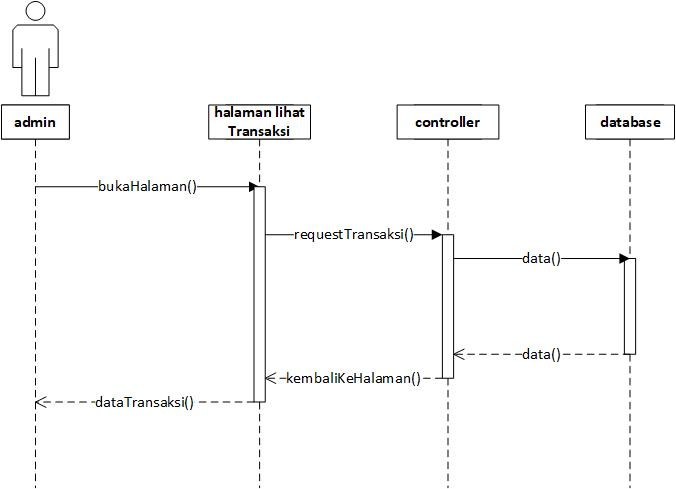 admin
halaman lihat
Transaksi
controller
database
bukaHalaman()
requestTransaksi()
data()
data()
kembaliKeHalaman()
dataTransaksi()